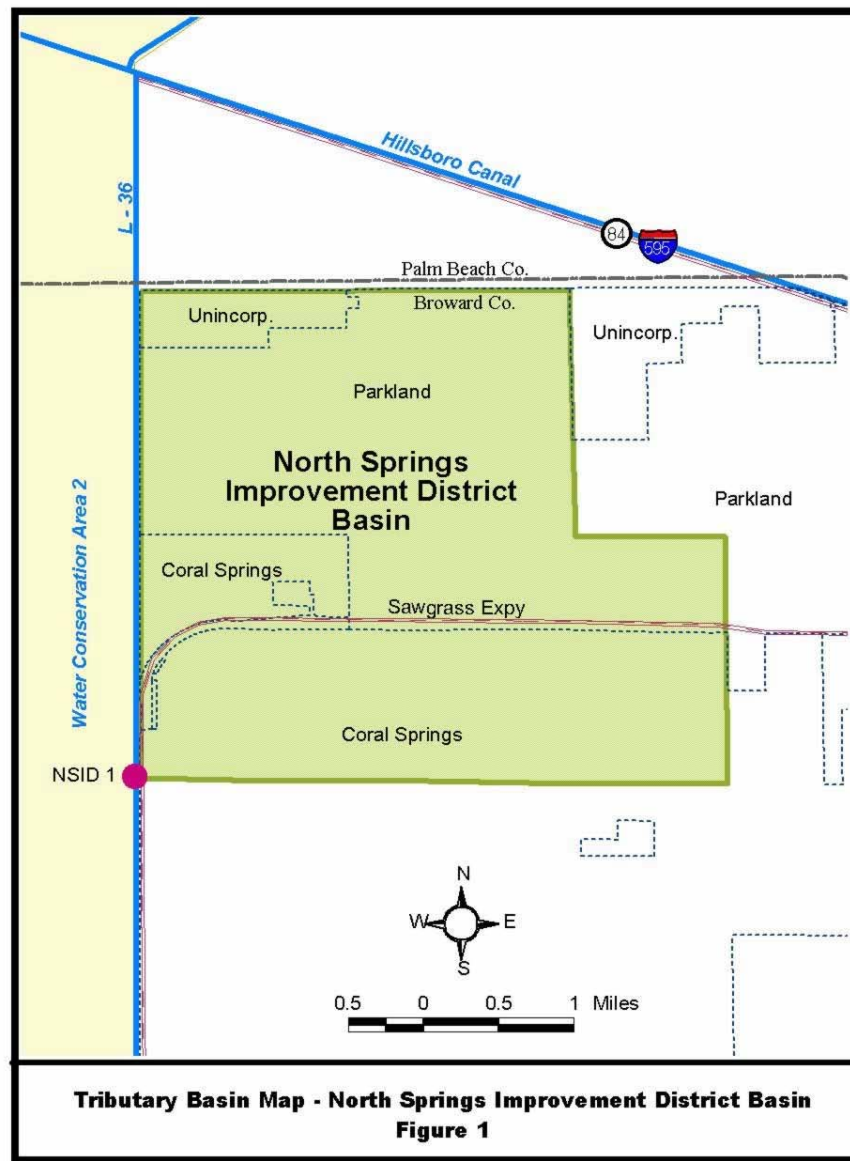 Hillsboro Canal
L - 36
84
595
Palm Beach Co.
Broward Co.
Unincorp.
Unincorp.
Parkland
North Springs
Improvement District
Basin
Parkland
Water Conservation Area 2
Coral Springs
Sawgrass Expy
Coral Springs
NSID 1
N
W
E
S
0.5 0 0.5 1 Miles
Tributary Basin Map - North Springs Improvement District Basin
Figure 1